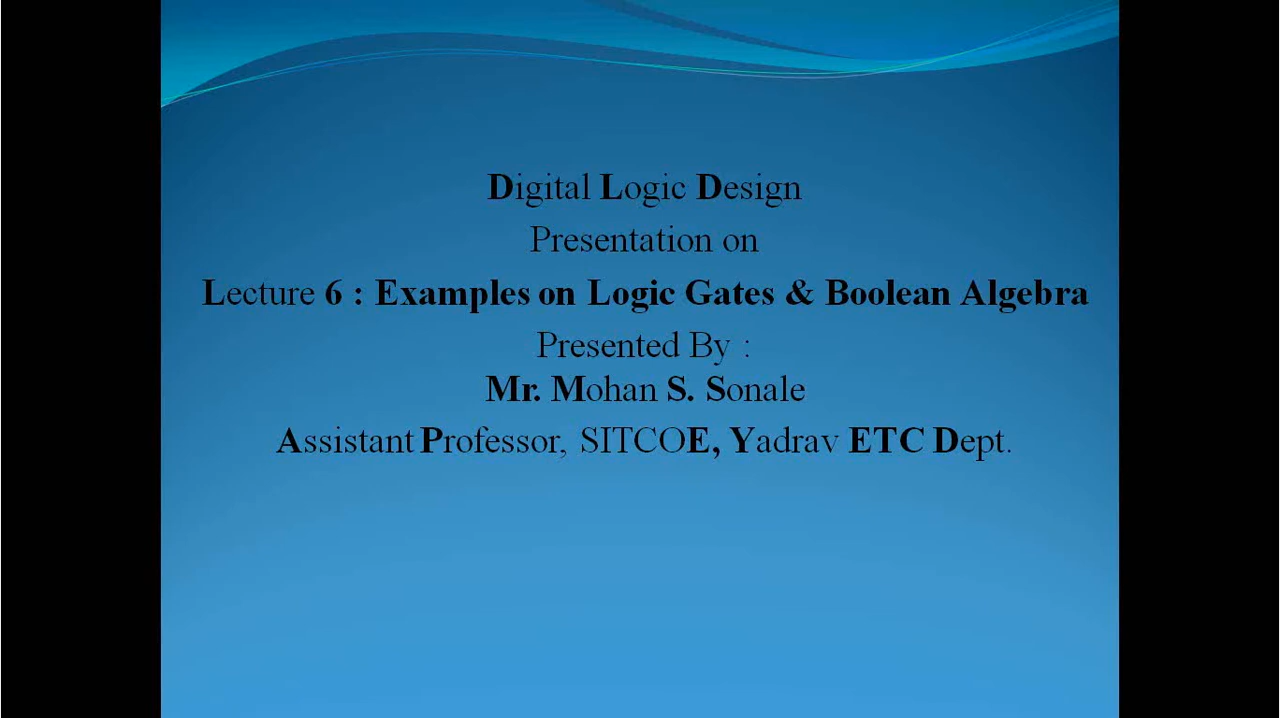 Digital Logic Design
Presentation on
Lecture 6 : Examples on Logic Gates & Boolean Algebra
Presented By :
Mr. Mohan S. Sonale
Assistant Professor, SITCOE, Yadrav ETC Dept.